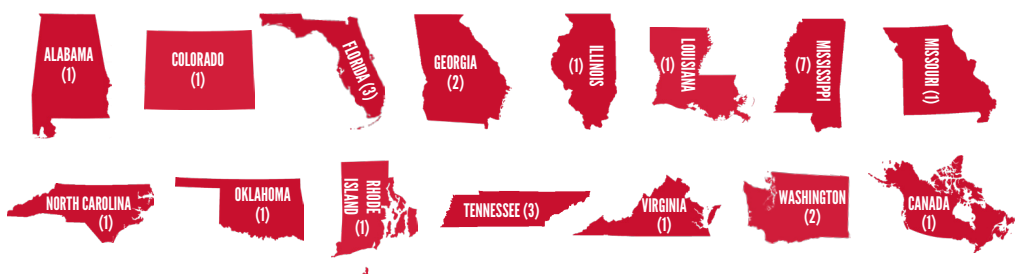 ALABAMA
(1)
COLORADO
(1)
FLORIDA (3)
GEORGIA
(2)
ILLINOIS
(1)
LOUISIANA
(1)
MISSISSIPPI
(7)
MISSOURI (1)
NORTH CAROLINA
(1)
OKLAHOMA
(1)
RHODE
ISLAND
(1)
TENNESSEE (3)
VIRGINIA
(1)
WASHINGTON
(2)
CANADA
(1)